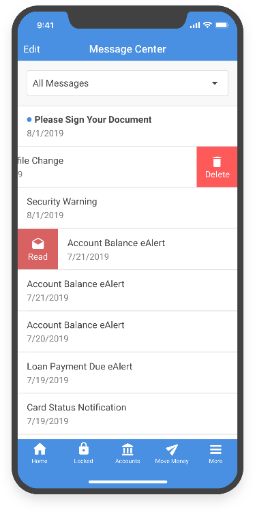 9:41
Edit
Message Center
All Messages
Please Sign Your Document
8/1/2019
file Change
9
Delete
Security Warning
8/1/2019
Read
Account Balance eAlert
7/21/2019
Account Balance eAlert
7/21/2019
Account Balance eAlert
7/20/2019
Loan Payment Due eAlert
7/19/2019
Card Status Notification
7/19/2019
Home
Locked
Accounts
Move Money
More